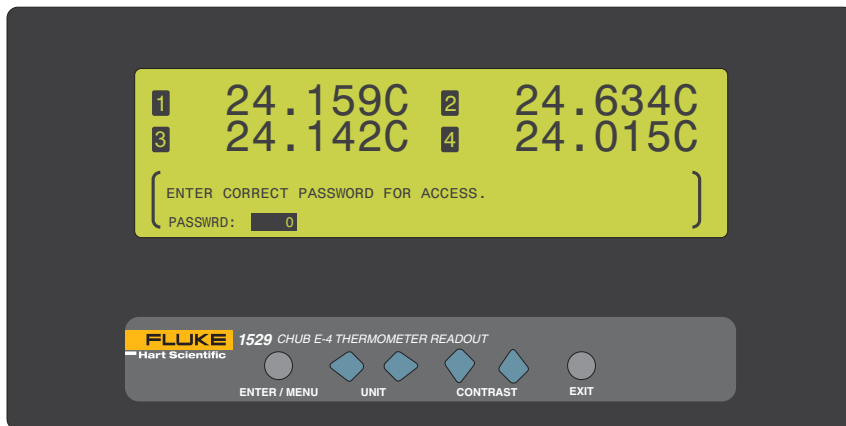 1 24.159C 2 24.634C
3 24.142C 4 24.015C
ENTER CORRECT PASSWORD FOR ACCESS.
PASSWRD: 0
FLUKE 1529 CHUB E-4 THERMOMETER READOUT
Hart Scientific
ENTER / MENU UNIT CONTRAST EXIT